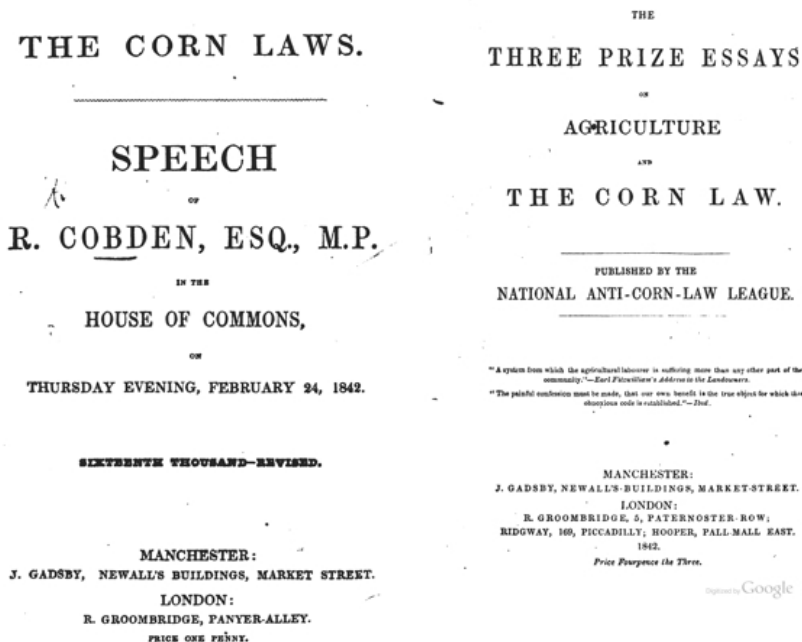 THE CORN LAWS.
SPEECH
OF
R. COBDEN, ESQ., M.P.
IN THE
HOUSE OF COMMONS,
ON
THURSDAY EVENING, FEBRUARY 24, 1842.
SIXTEENTH THOUSAND—REVISED.
MANCHESTER:
J. GADSBY, NEWALL'S BUILDINGS, MARKET STREET.
LONDON:
R. GROOMBRIDGE, PANYER-ALLEY.
PRICE ONE PENNY.
THE
THREE PRIZE ESSAYS
ON
AGRICULTURE
AND
THE CORN LAW.
PUBLISHED BY THE
NATIONAL ANTI-CORN-LAW LEAGUE.
"A system from which the agricultural labourer is suffering more than any other part of the
community."—Earl Fitzwilliam's Address to the Landowners.
"The painful confession must be made, that our own benefit is the true object for which this
obnoxious code is established."—Ibid.
MANCHESTER:
J. GADSBY, NEWALL'S-BUILDINGS, MARKET-STREET.
LONDON:
R. GROOMBRIDGE, 5, PATERNOSTER-ROW;
RIDGWAY, 169, PICCADILLY; HOOPER, PALL MALL EAST.
1842.
Price Fourpence the Three.
Digitized by Google